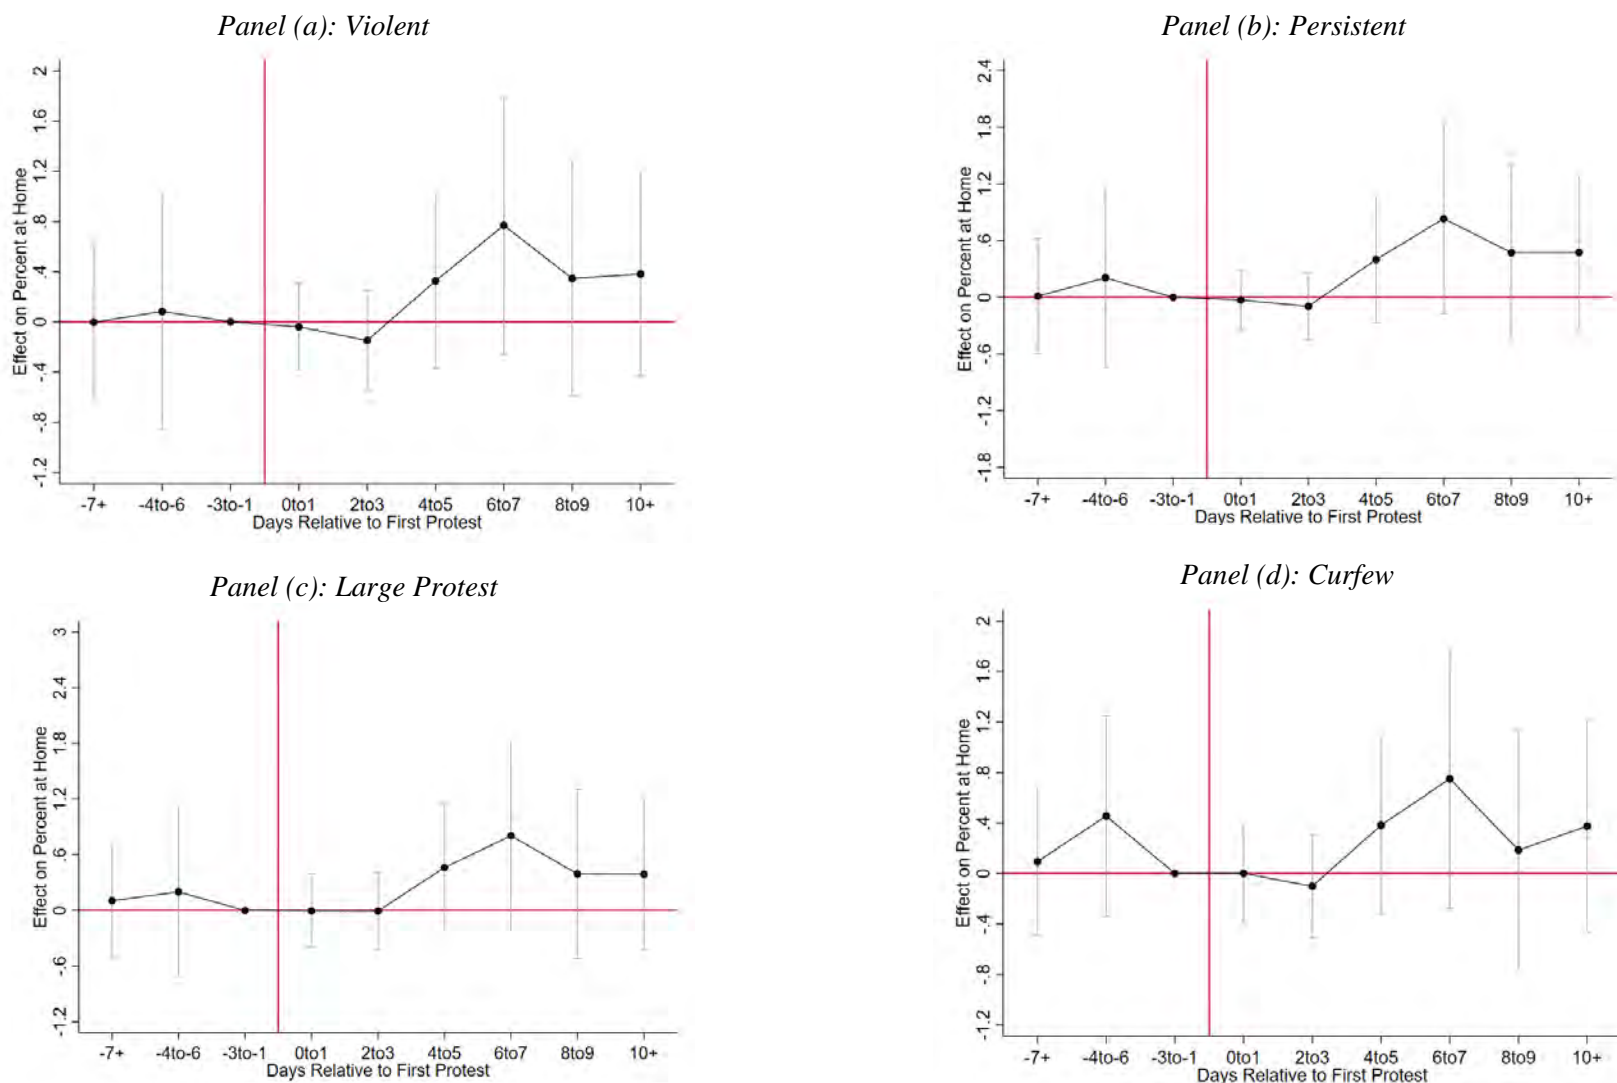 Panel (a): Violent
Effect on Percent at Home
2
1.6
1.2
.8
.4
0
-.4
-.8
-1.2
-7+ -4to-6 -3to-1 0to1 2to3 4to5 6to7 8to9 10+
Days Relative to First Protest
Panel (b): Persistent
Effect on Percent at Home
2.4
1.8
1.2
.6
0
-.6
-1.2
-1.8
-7+ -4to-6 -3to-1 0to1 2to3 4to5 6to7 8to9 10+
Days Relative to First Protest
Panel (c): Large Protest
Effect on Percent at Home
3
2.4
1.8
1.2
.6
0
-.6
-1.2
-7+ -4to-6 -3to-1 0to1 2to3 4to5 6to7 8to9 10+
Days Relative to First Protest
Panel (d): Curfew
Effect on Percent at Home
2
1.6
1.2
.8
.4
0
-.4
-.8
-1.2
-7+ -4to-6 -3to-1 0to1 2to3 4to5 6to7 8to9 10+
Days Relative to First Protest